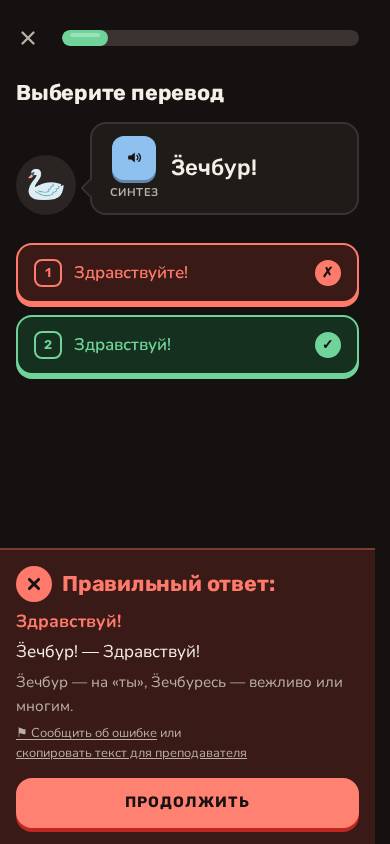 Выберите перевод
Ӟечбур!
СИНТЕЗ
1 Здравствуйте! ✗
2 Здравствуй! ✓
Правильный ответ:
Здравствуй!
Ӟечбур! — Здравствуй!
Ӟечбур — на «ты», Ӟечбуресь — вежливо или
многим.
⚑ Сообщить об ошибке или
скопировать текст для преподавателя
ПРОДОЛЖИТЬ